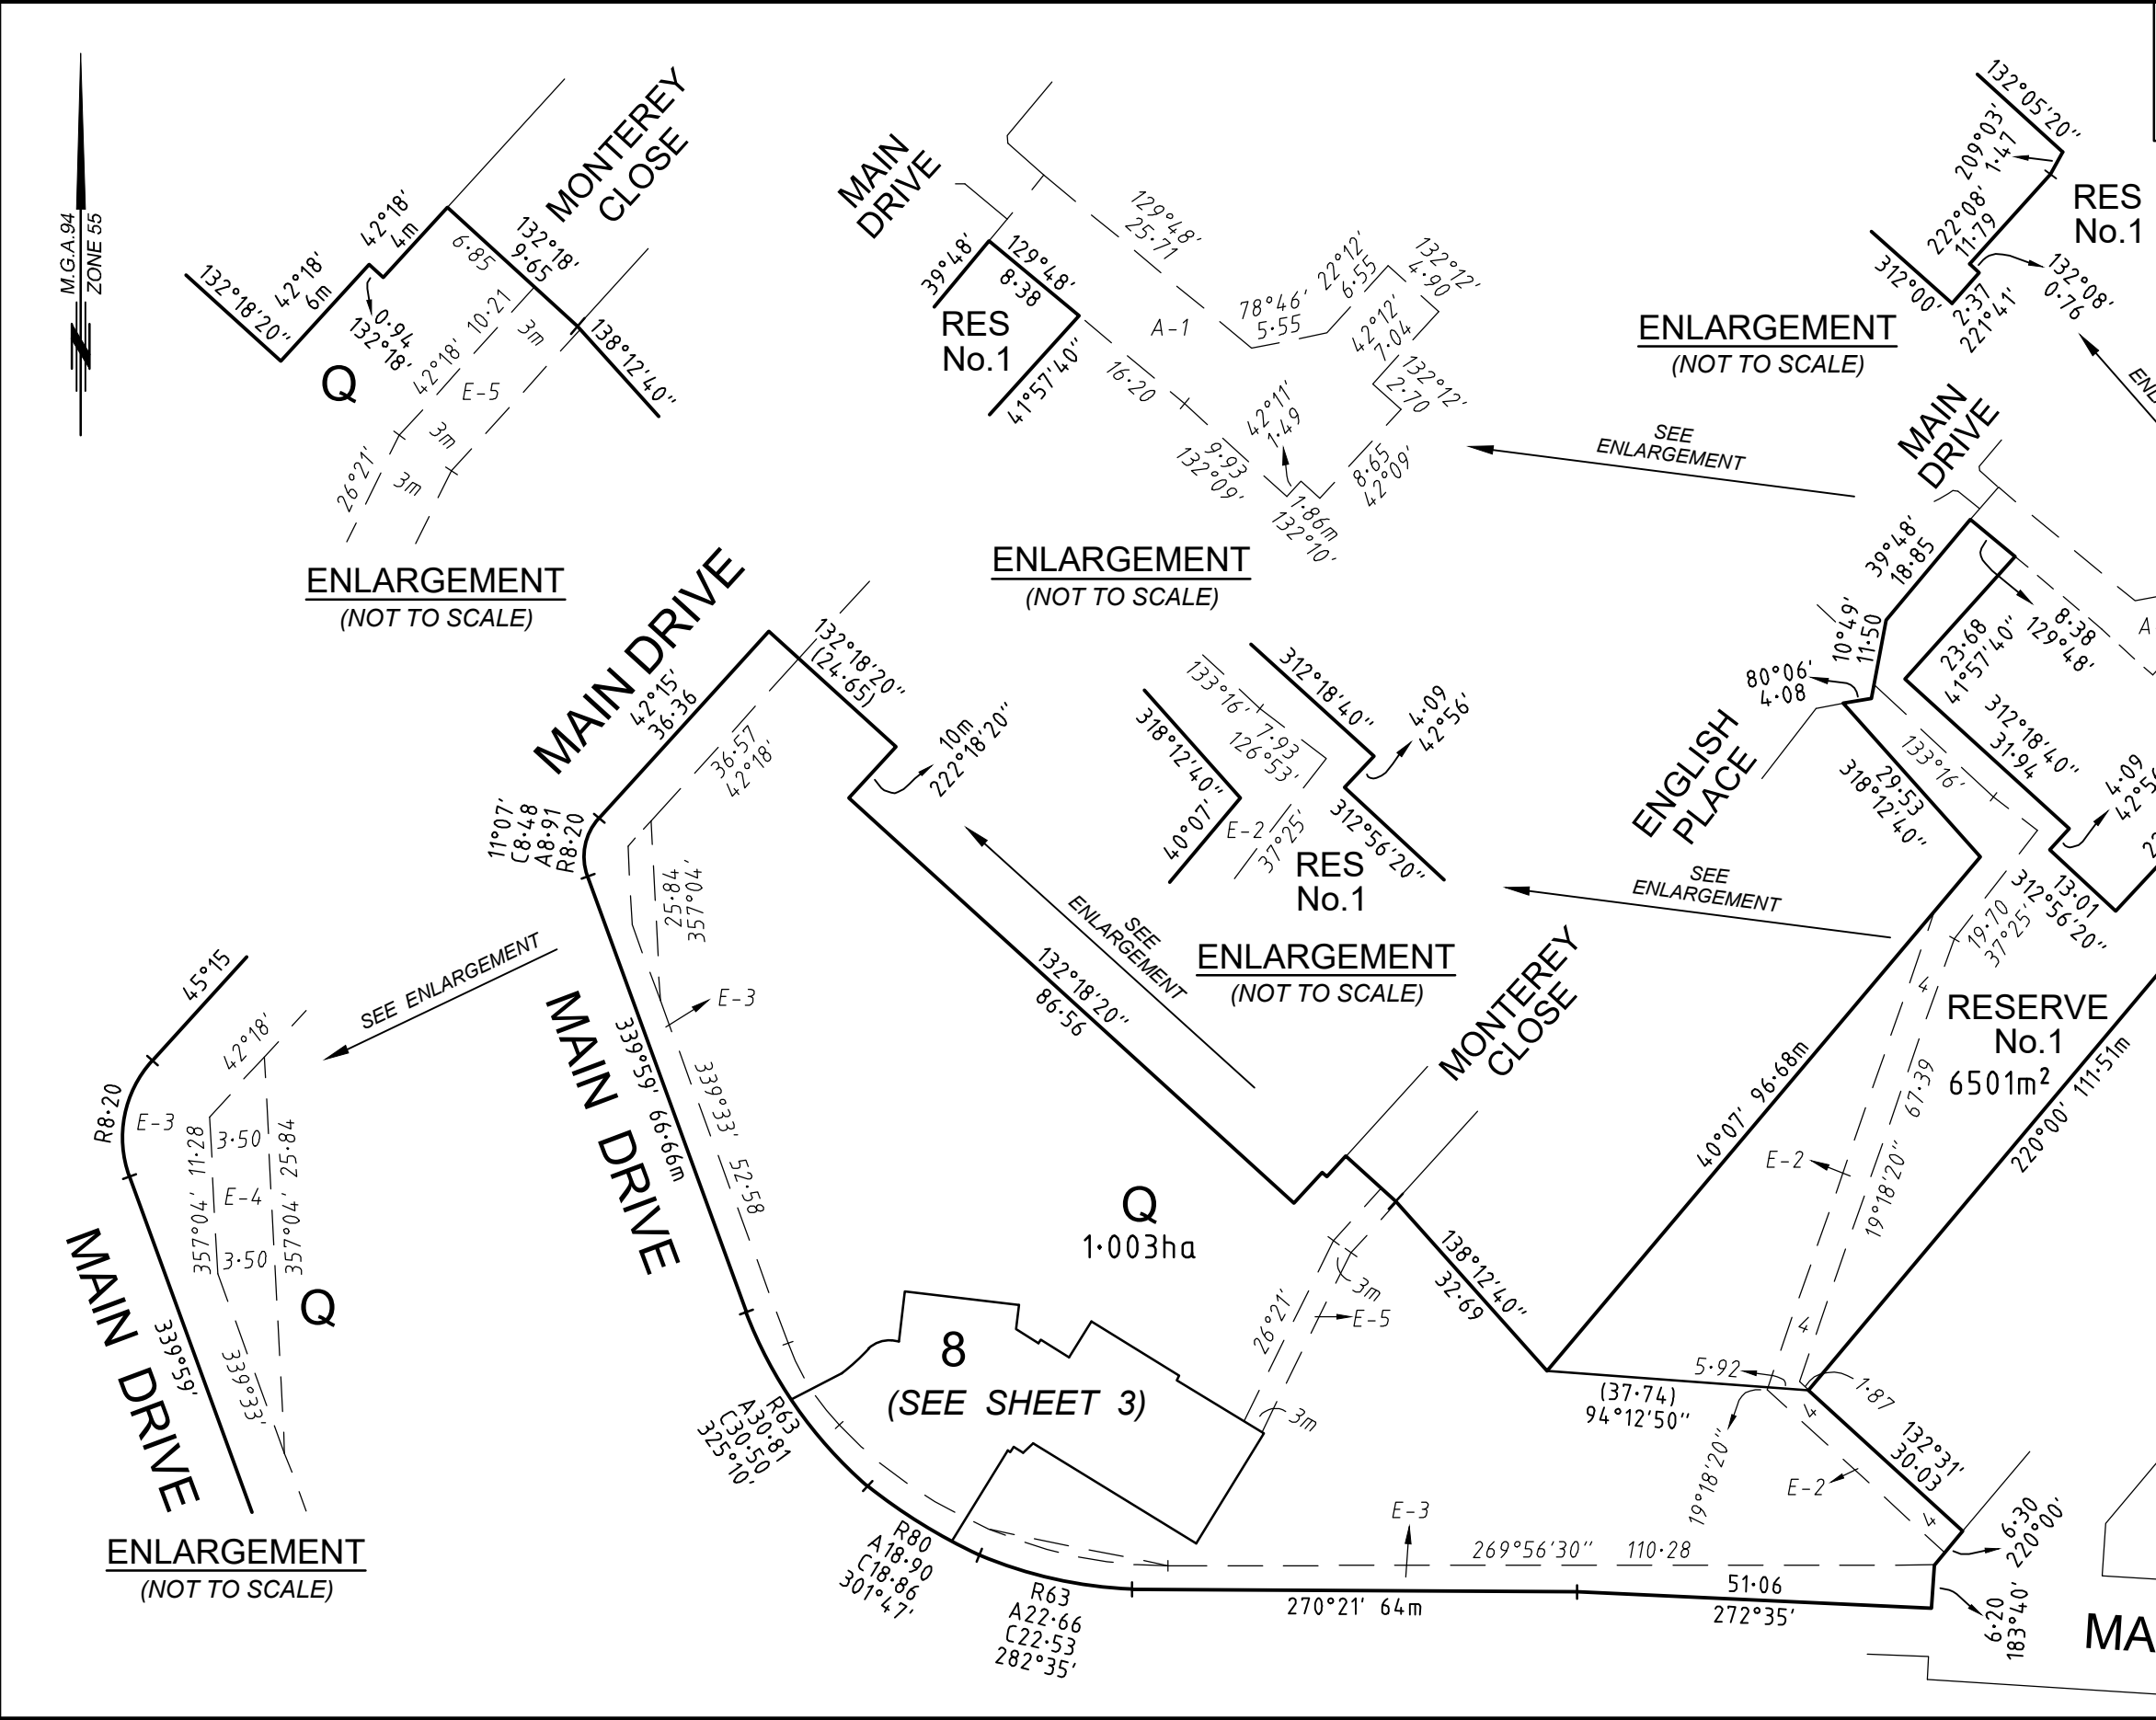 M.G.A.94
ZONE 55
N
132°18'20"
42°18'
6m
42°18'
4m
0·94
132°18'
Q
6·85
132°18'
9·65
MONTEREY
CLOSE
42°18' 10·21
3m
138°12'40"
E-5
3m
26°21'
3m
ENLARGEMENT
(NOT TO SCALE)
MAIN
DRIVE
39°48'
129°48'
8·38
RES
No.1
41°57'40"
129°48'
25·71
A-1
16·20
78°46'
5·55
22°12'
6·55
132°12'
4·90
42°12'
7·04
132°12'
2·70
42°11'
1·49
9·93
132°09'
8·65
42°09'
1·86m
132°10'
ENLARGEMENT
(NOT TO SCALE)
132°05'20"
209°03'
1·47
RES
No.1
222°08'
11·79
312°00'
132°08'
0·76
2·37
221°41'
ENLARGEMENT
(NOT TO SCALE)
SEE
ENLARGEMENT
MAIN
DRIVE
39°48'
18·85
8·38
129°48'
A
10°49'
11·50
80°06'
4·08
23·68
41°57'40"
312°18'40"
31·94
ENGLISH
PLACE
133°16'
29·53
318°12'40"
4·09
13·01
312°56'20"
19·70
37°25'
MAIN DRIVE
42°15'
36·36
132°18'20"
(24·65)
36·57
42°18'
10m
222°18'20"
11°07'
C8·48
A8·91
R8·20
25·84
357°04'
E-3
SEE
ENLARGEMENT
132°18'20"
86·56
133°16'
7·93
126°53'
312°18'40"
4·09
42°56'
318°12'40"
40°07'
E-2
37°25'
312°56'20"
RES
No.1
ENLARGEMENT
(NOT TO SCALE)
SEE
ENLARGEMENT
MONTEREY
CLOSE
RESERVE
No.1
6501m²
4
40°07' 96·68m
67·39
19°18'20"
220°00' 111·51m
E-2
4
SEE ENLARGEMENT
45°15
42°18'
R8·20
E-3
3·50
357°04' 11·28
E-4
357°04' 25·84
3·50
Q
MAIN DRIVE
339°59'
339°33'
ENLARGEMENT
(NOT TO SCALE)
MAIN DRIVE
339°59' 66·66m
339°33' 52·58
Q
1·003ha
138°12'40"
32·69
3m
26°21'
E-5
3m
8
(SEE SHEET 3)
5·92
1·87
(37·74)
94°12'50"
4
132°31'
30·03
19°18'20"
E-2
4
6·30
220°00'
R63
A30·81
C30·50
325°10'
R80
A18·90
C18·86
301°47'
R63
A22·66
C22·53
282°35'
E-3
269°56'30" 110·28
270°21' 64m
51·06
272°35'
6·20
183°40'
MA